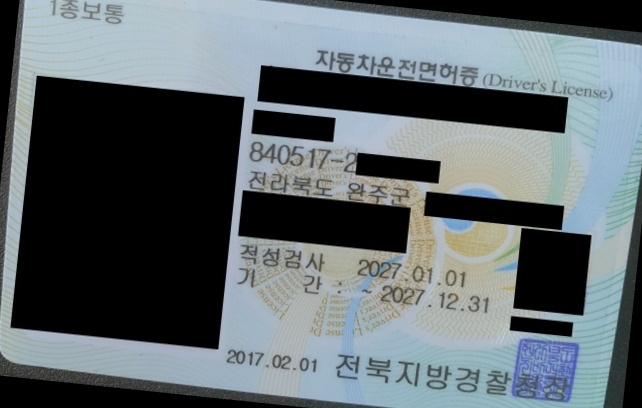 1종보통
자동차운전면허증 (Driver's License)
840517-2
전라북도 완주군
적성검사 2027.01.01
기 간 : ~ 2027.12.31
2017.02.01 전북지방경찰청장